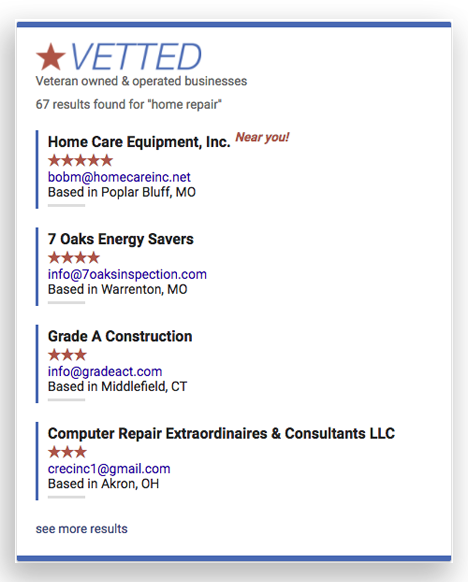 VETTED
Veteran owned & operated businesses
67 results found for "home repair"
Home Care Equipment, Inc. Near you!
bobm@homecareinc.net
Based in Poplar Bluff, MO
7 Oaks Energy Savers
info@7oaksinspection.com
Based in Warrenton, MO
Grade A Construction
info@gradeact.com
Based in Middlefield, CT
Computer Repair Extraordinaires & Consultants LLC
crecinc1@gmail.com
Based in Akron, OH
see more results